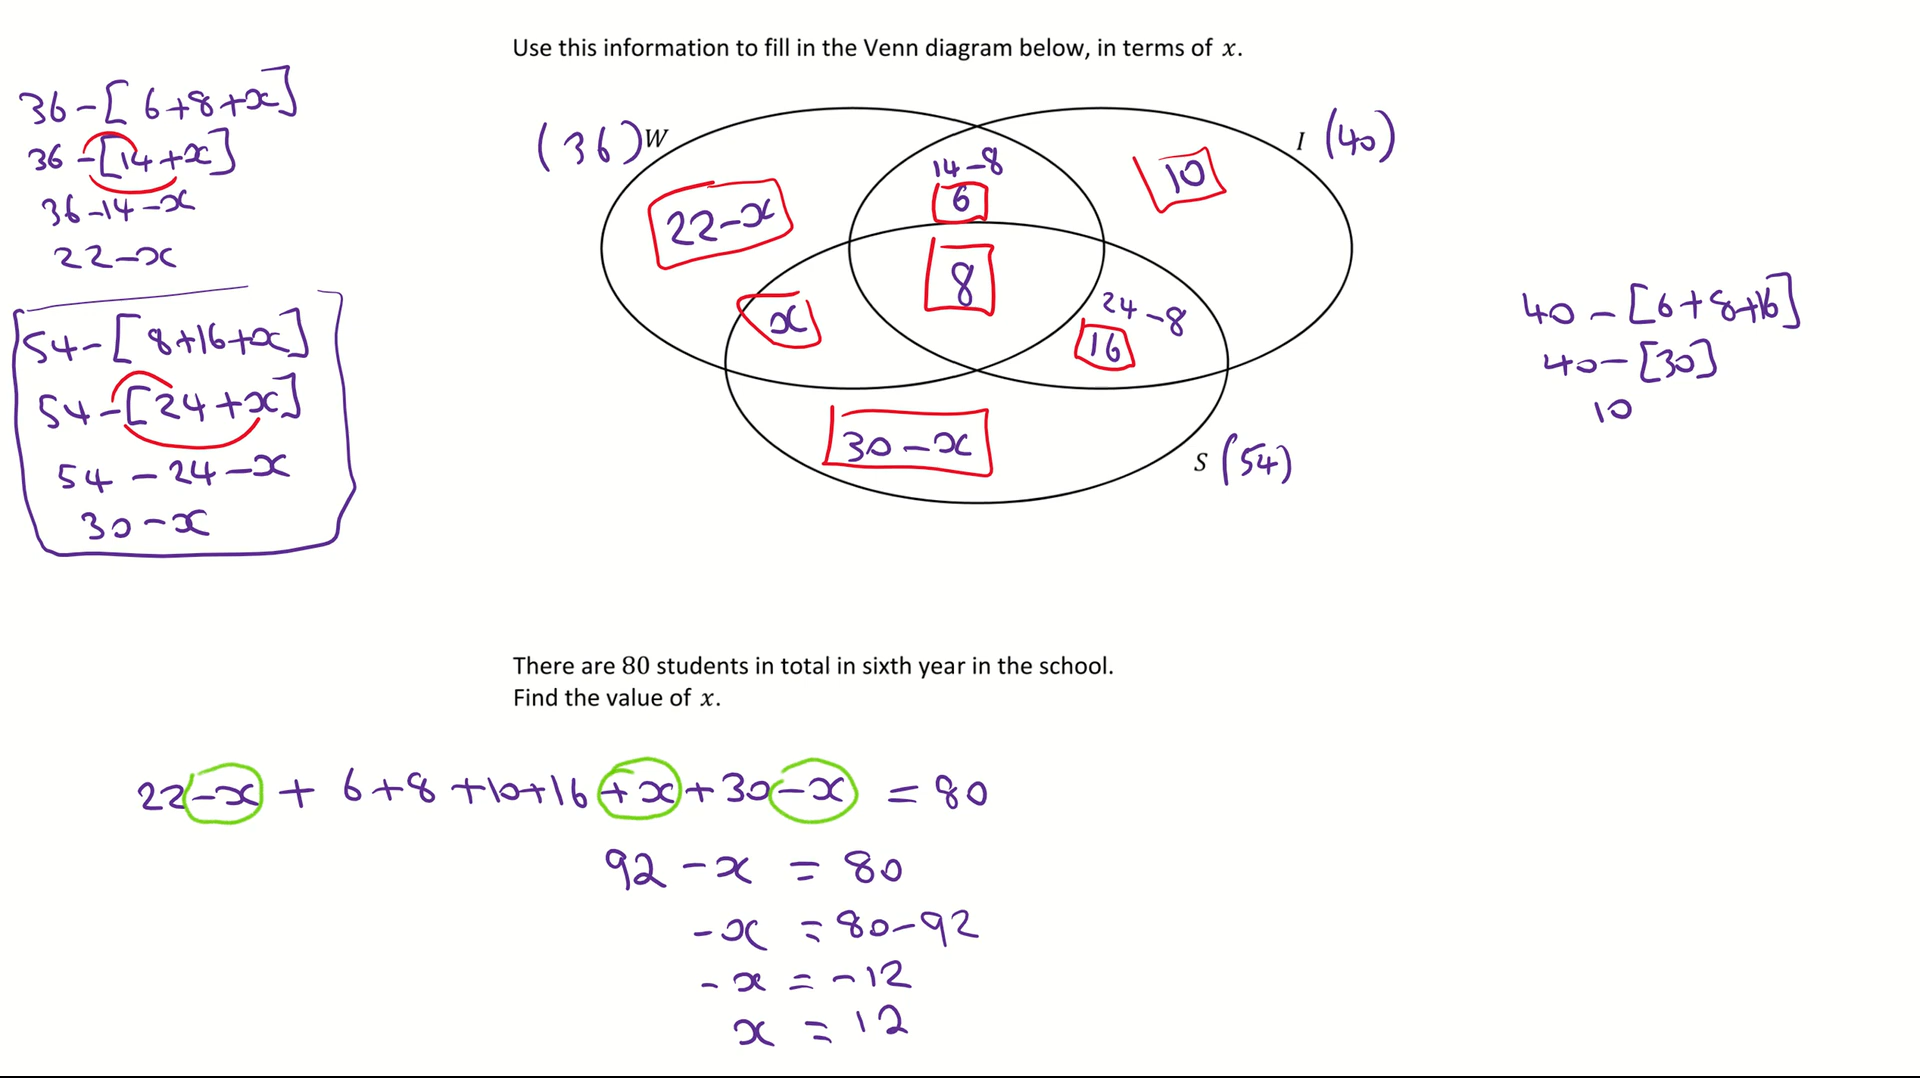 Use this information to fill in the Venn diagram below, in terms of x.
36-[6+8+x]
36-[14+x]
36-14-x
22-x
54-[8+16+x]
54-[24+x]
54-24-x
30-x
(36) W
I (40)
14-8
6
10
22-x
8
x
24-8
16
30-x
S (54)
40-[6+8+16]
40-[30]
10
There are 80 students in total in sixth year in the school.
Find the value of x.
22-x + 6+8+10+16+x+30-x = 80
92-x = 80
-x = 80-92
-x = -12
x = 12